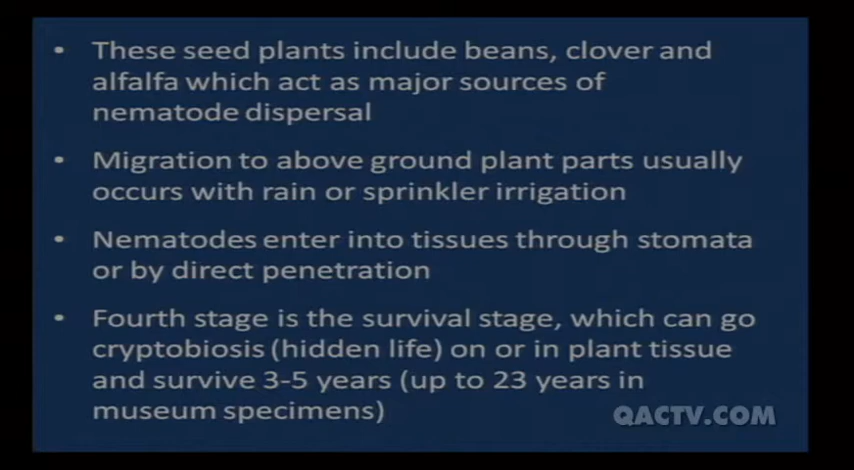 • These seed plants include beans, clover and
alfalfa which act as major sources of
nematode dispersal
• Migration to above ground plant parts usually
occurs with rain or sprinkler irrigation
• Nematodes enter into tissues through stomata
or by direct penetration
• Fourth stage is the survival stage, which can go
cryptobiosis (hidden life) on or in plant tissue
and survive 3-5 years (up to 23 years in
museum specimens)
QACTV.COM